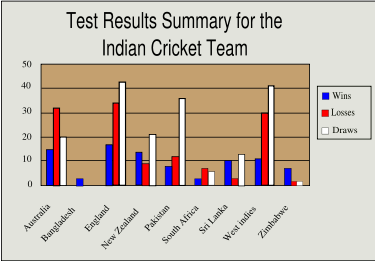 Test Results Summary for the
Indian Cricket Team
50
40
30
20
10
0
Wins
Losses
Draws
Australia
Bangladesh
England
New Zealand
Pakistan
South Africa
Sri Lanka
West indies
Zimbabwe